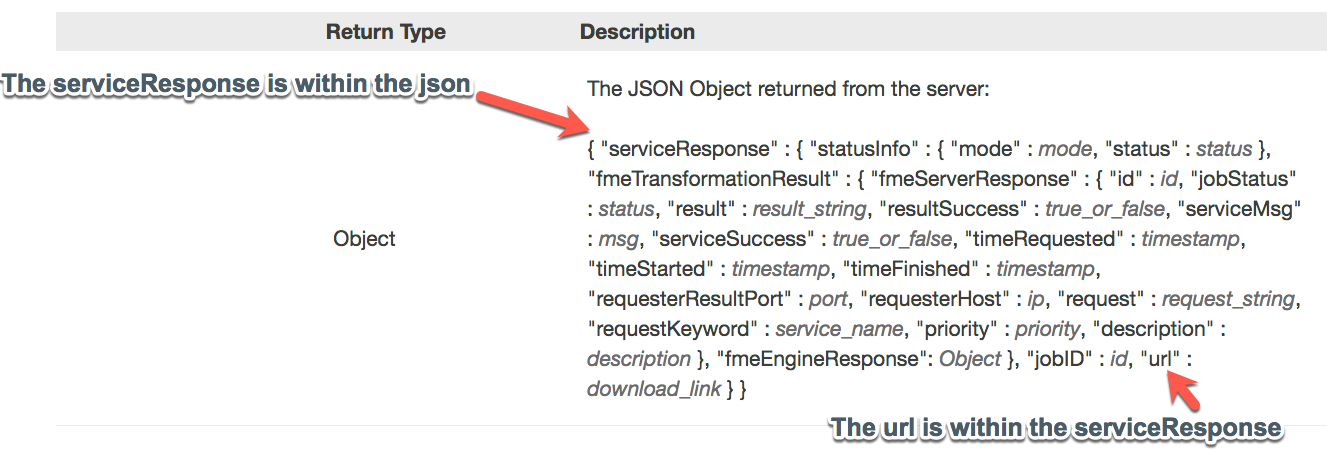 Return Type Description
The serviceResponse is within the json
The JSON Object returned from the server:
{ "serviceResponse" : { "statusInfo" : { "mode" : mode, "status" : status },
"fmeTransformationResult" : { "fmeServerResponse" : { "id" : id, "jobStatus"
: status, "result" : result_string, "resultSuccess" : true_or_false, "serviceMsg"
Object
: msg, "serviceSuccess" : true_or_false, "timeRequested" : timestamp,
"timeStarted" : timestamp, "timeFinished" : timestamp,
"requesterResultPort" : port, "requesterHost" : ip, "request" : request_string,
"requestKeyword" : service_name, "priority" : priority, "description" :
description }, "fmeEngineResponse": Object }, "jobID" : id, "url" :
download_link } }
The url is within the serviceResponse